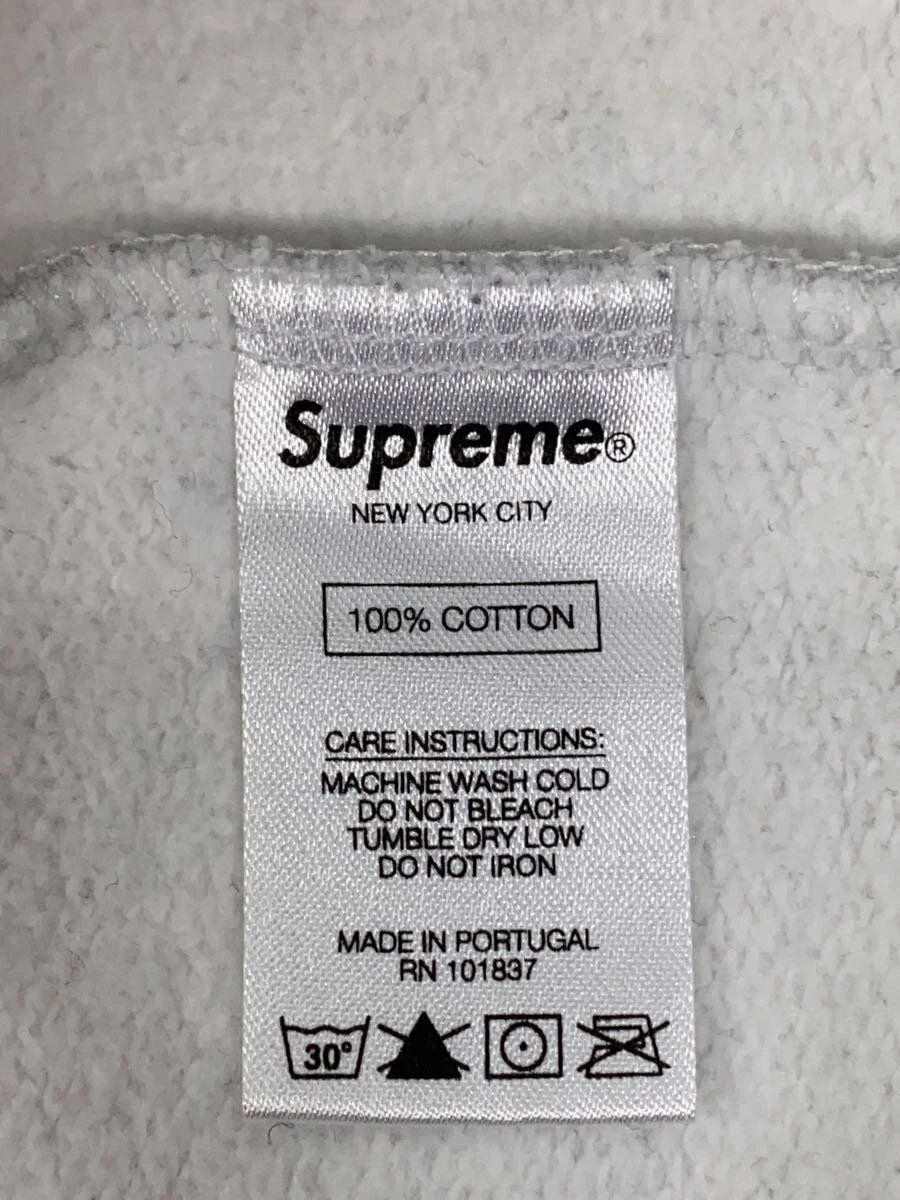 Supreme®
NEW YORK CITY
100% COTTON
CARE INSTRUCTIONS:
MACHINE WASH COLD
DO NOT BLEACH
TUMBLE DRY LOW
DO NOT IRON
MADE IN PORTUGAL
RN 101837
30°